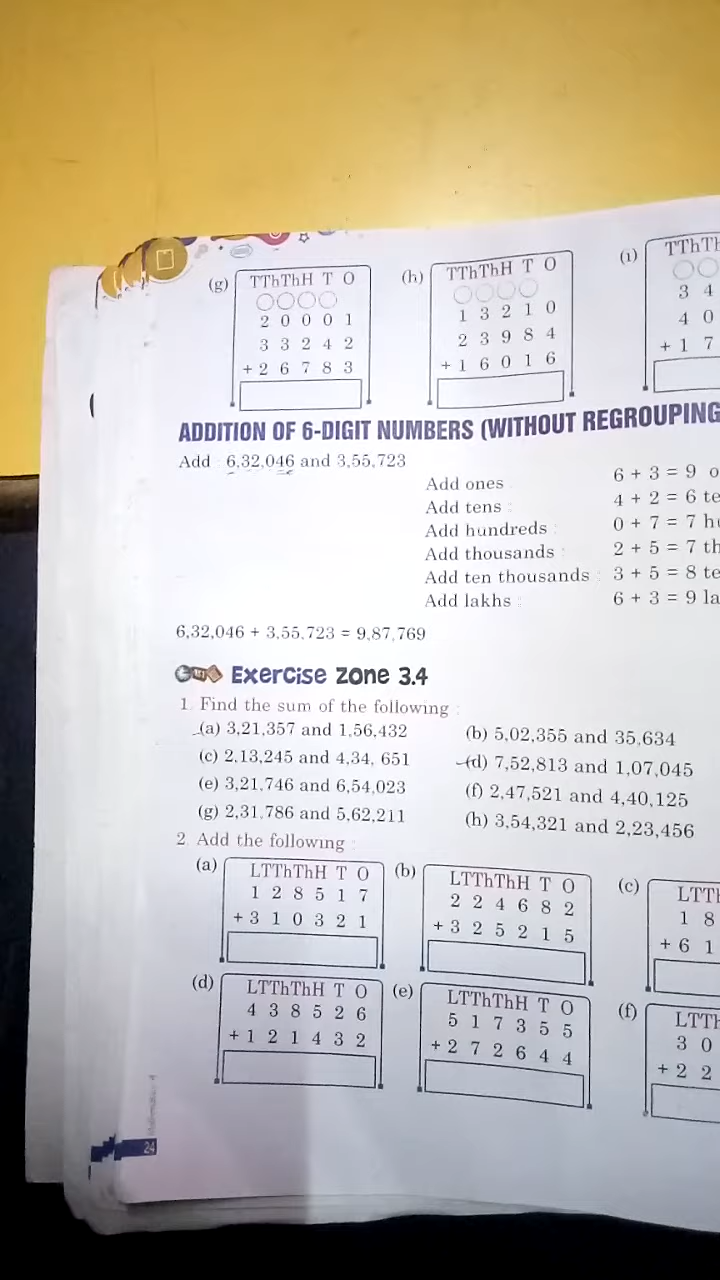 (g) TThThH T O
2 0 0 0 1
3 3 2 4 2
+ 2 6 7 8 3
(h) TThThH T O
1 3 2 1 0
2 3 9 8 4
+ 1 6 0 1 6
(i) TThTh
3 4
4 0
+ 1 7
ADDITION OF 6-DIGIT NUMBERS (WITHOUT REGROUPING
Add : 6,32,046 and 3,55,723
Add ones 6 + 3 = 9 o
Add tens : 4 + 2 = 6 te
Add hundreds : 0 + 7 = 7 hu
Add thousands : 2 + 5 = 7 th
Add ten thousands : 3 + 5 = 8 te
Add lakhs : 6 + 3 = 9 la
6,32,046 + 3,55,723 = 9,87,769
Exercise zone 3.4
1. Find the sum of the following :
(a) 3,21,357 and 1,56,432 (b) 5,02,355 and 35,634
(c) 2,13,245 and 4,34, 651 (d) 7,52,813 and 1,07,045
(e) 3,21,746 and 6,54,023 (f) 2,47,521 and 4,40,125
(g) 2,31,786 and 5,62,211 (h) 3,54,321 and 2,23,456
2. Add the following :
(a) LTThThH T O
1 2 8 5 1 7
+ 3 1 0 3 2 1
(b) LTThThH T O
2 2 4 6 8 2
+ 3 2 5 2 1 5
(c) LTTh
1 8
+ 6 1
(d) LTThThH T O
4 3 8 5 2 6
+ 1 2 1 4 3 2
(e) LTThThH T O
5 1 7 3 5 5
+ 2 7 2 6 4 4
(f) LTTh
3 0
+ 2 2
Mathematics-4
24